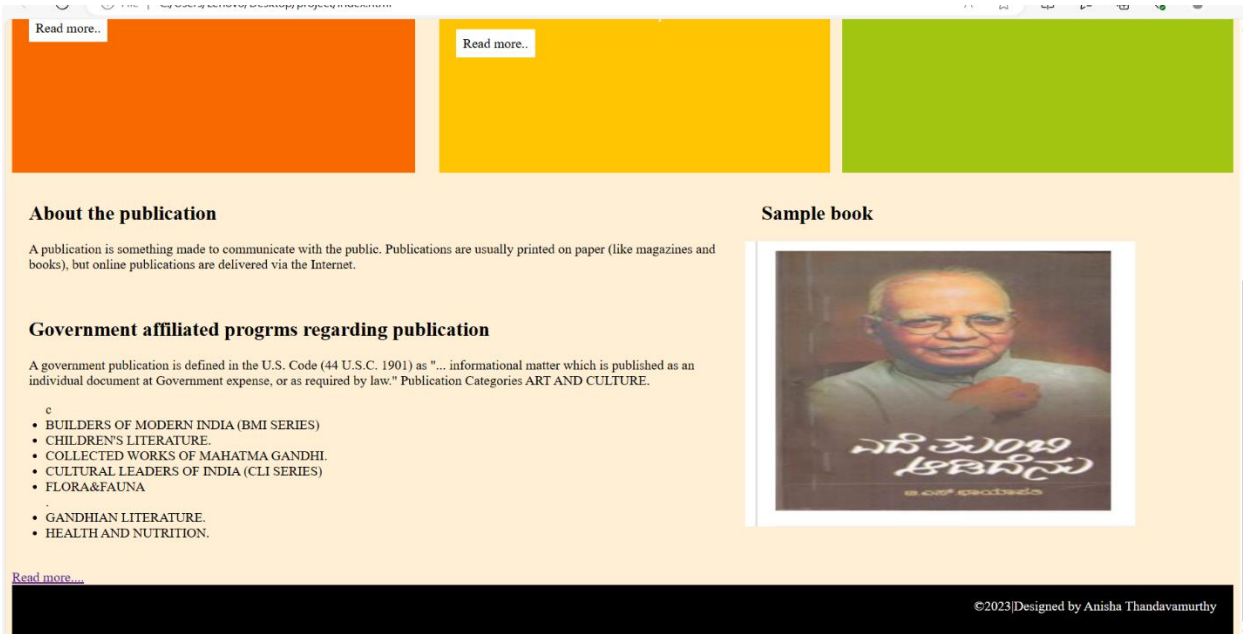 Read more..
Read more..
About the publication
A publication is something made to communicate with the public. Publications are usually printed on paper (like magazines and
books), but online publications are delivered via the Internet.
Government affiliated progrms regarding publication
A government publication is defined in the U.S. Code (44 U.S.C. 1901) as "... informational matter which is published as an
individual document at Government expense, or as required by law." Publication Categories ART AND CULTURE.
c
• BUILDERS OF MODERN INDIA (BMI SERIES)
• CHILDREN'S LITERATURE.
• COLLECTED WORKS OF MAHATMA GANDHI.
• CULTURAL LEADERS OF INDIA (CLI SERIES)
• FLORA&FAUNA
.
• GANDHIAN LITERATURE.
• HEALTH AND NUTRITION.
Read more....
Sample book
ಎದೆ ತುಂಬಿ
ಹಾಡಿದೆನು
©2023|Designed by Anisha Thandavamurthy